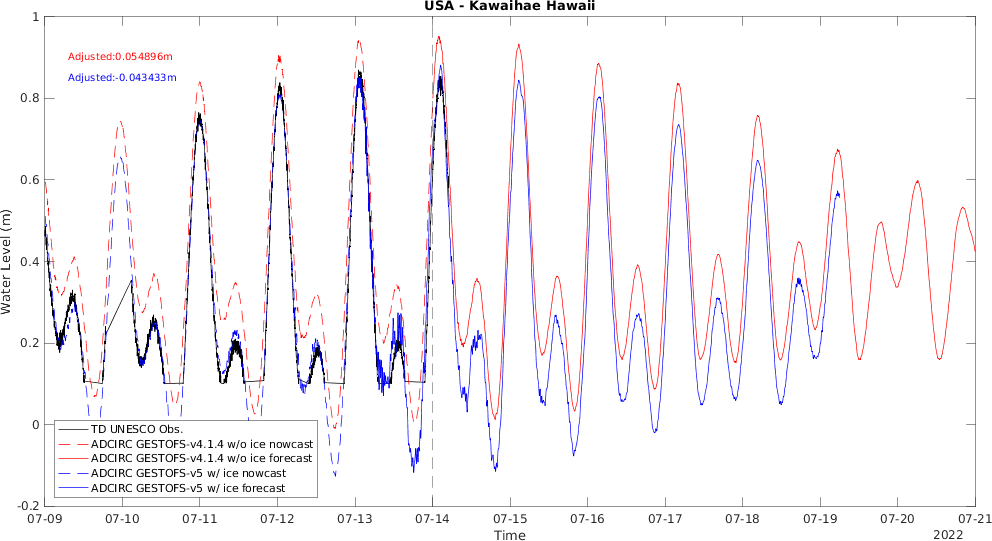 USA - Kawaihae Hawaii
1
Adjusted:0.054896m
Adjusted:-0.043433m
0.8
0.6
0.4
0.2
0
-0.2
Water Level (m)
TD UNESCO Obs.
ADCIRC GESTOFS-v4.1.4 w/o ice nowcast
ADCIRC GESTOFS-v4.1.4 w/o ice forecast
ADCIRC GESTOFS-v5 w/ ice nowcast
ADCIRC GESTOFS-v5 w/ ice forecast
07-09 07-10 07-11 07-12 07-13 07-14 07-15 07-16 07-17 07-18 07-19 07-20 07-21
Time
2022